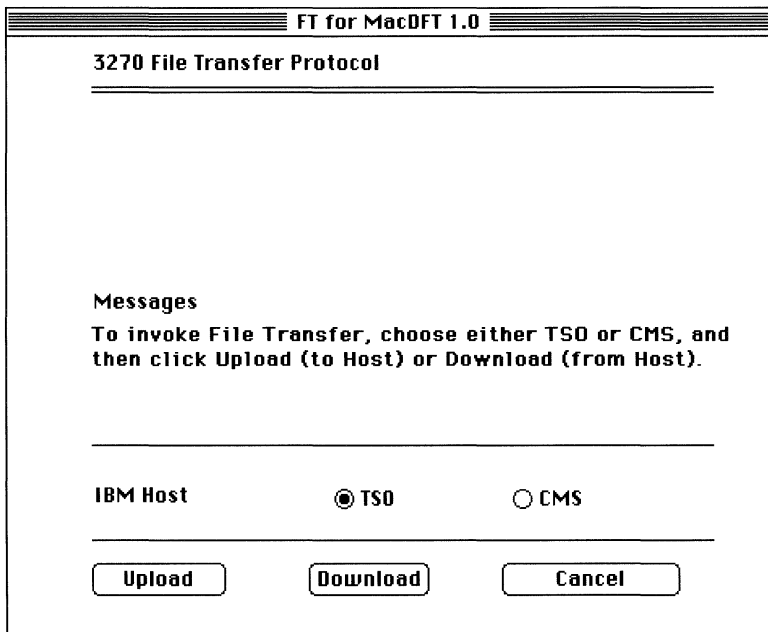 FT for MacDFT 1.0
3270 File Transfer Protocol
Messages
To invoke File Transfer, choose either TSO or CMS, and
then click Upload (to Host) or Download (from Host).
IBM Host TSO CMS
Upload Download Cancel